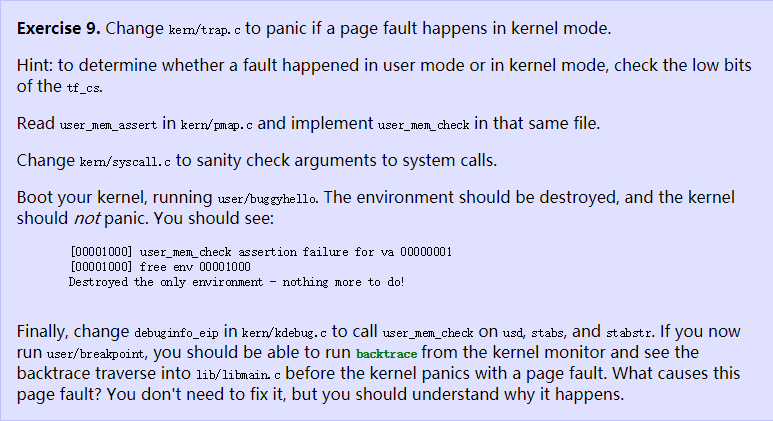 Exercise 9. Change kern/trap.c to panic if a page fault happens in kernel mode.
Hint: to determine whether a fault happened in user mode or in kernel mode, check the low bits
of the tf_cs.
Read user_mem_assert in kern/pmap.c and implement user_mem_check in that same file.
Change kern/syscall.c to sanity check arguments to system calls.
Boot your kernel, running user/buggyhello. The environment should be destroyed, and the kernel
should not panic. You should see:
[00001000] user_mem_check assertion failure for va 00000001
[00001000] free env 00001000
Destroyed the only environment - nothing more to do!
Finally, change debuginfo_eip in kern/kdebug.c to call user_mem_check on usd, stabs, and stabstr. If you now
run user/breakpoint, you should be able to run backtrace from the kernel monitor and see the
backtrace traverse into lib/libmain.c before the kernel panics with a page fault. What causes this
page fault? You don't need to fix it, but you should understand why it happens.